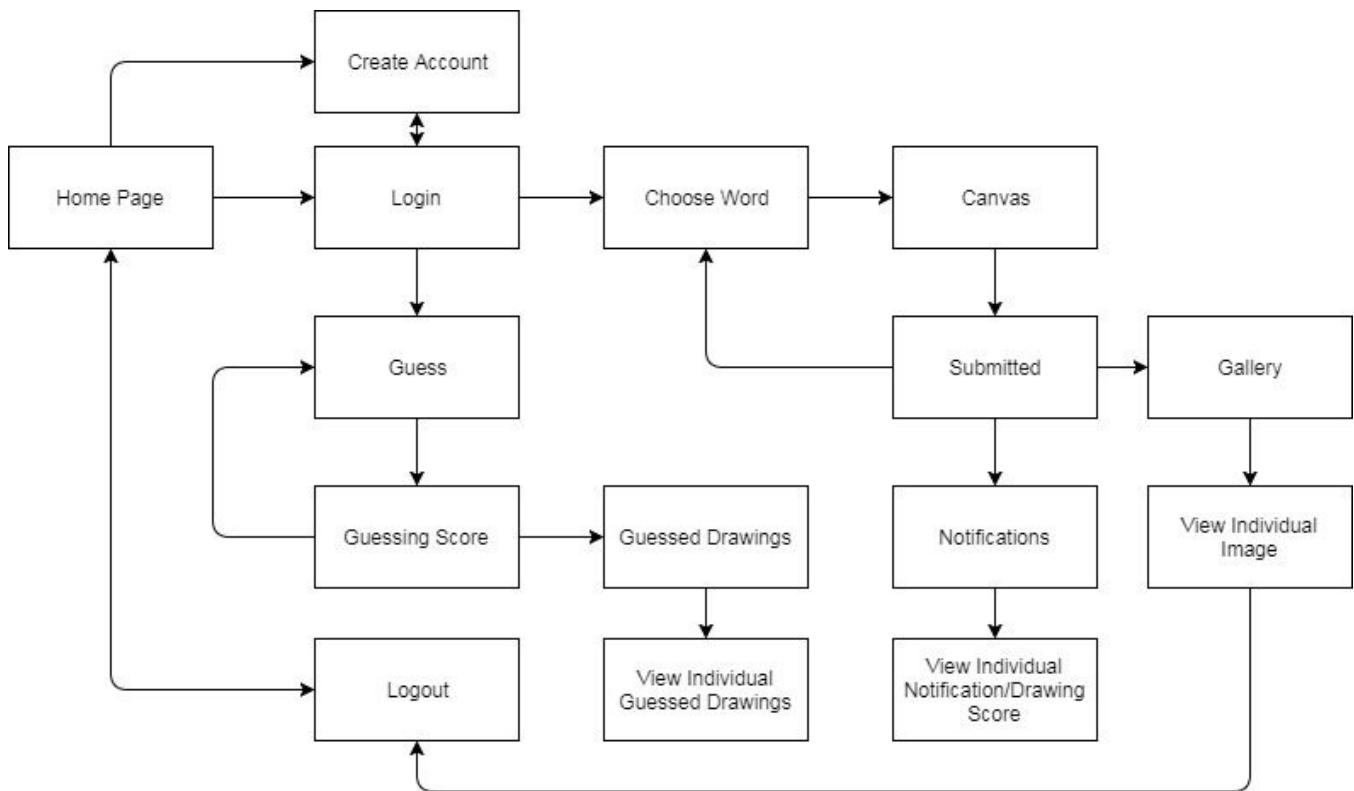 Create Account
Home Page
Login
Choose Word
Canvas
Guess
Submitted
Gallery
Guessing Score
Guessed Drawings
Notifications
View Individual
Image
Logout
View Individual
Guessed Drawings
View Individual
Notification/Drawing
Score